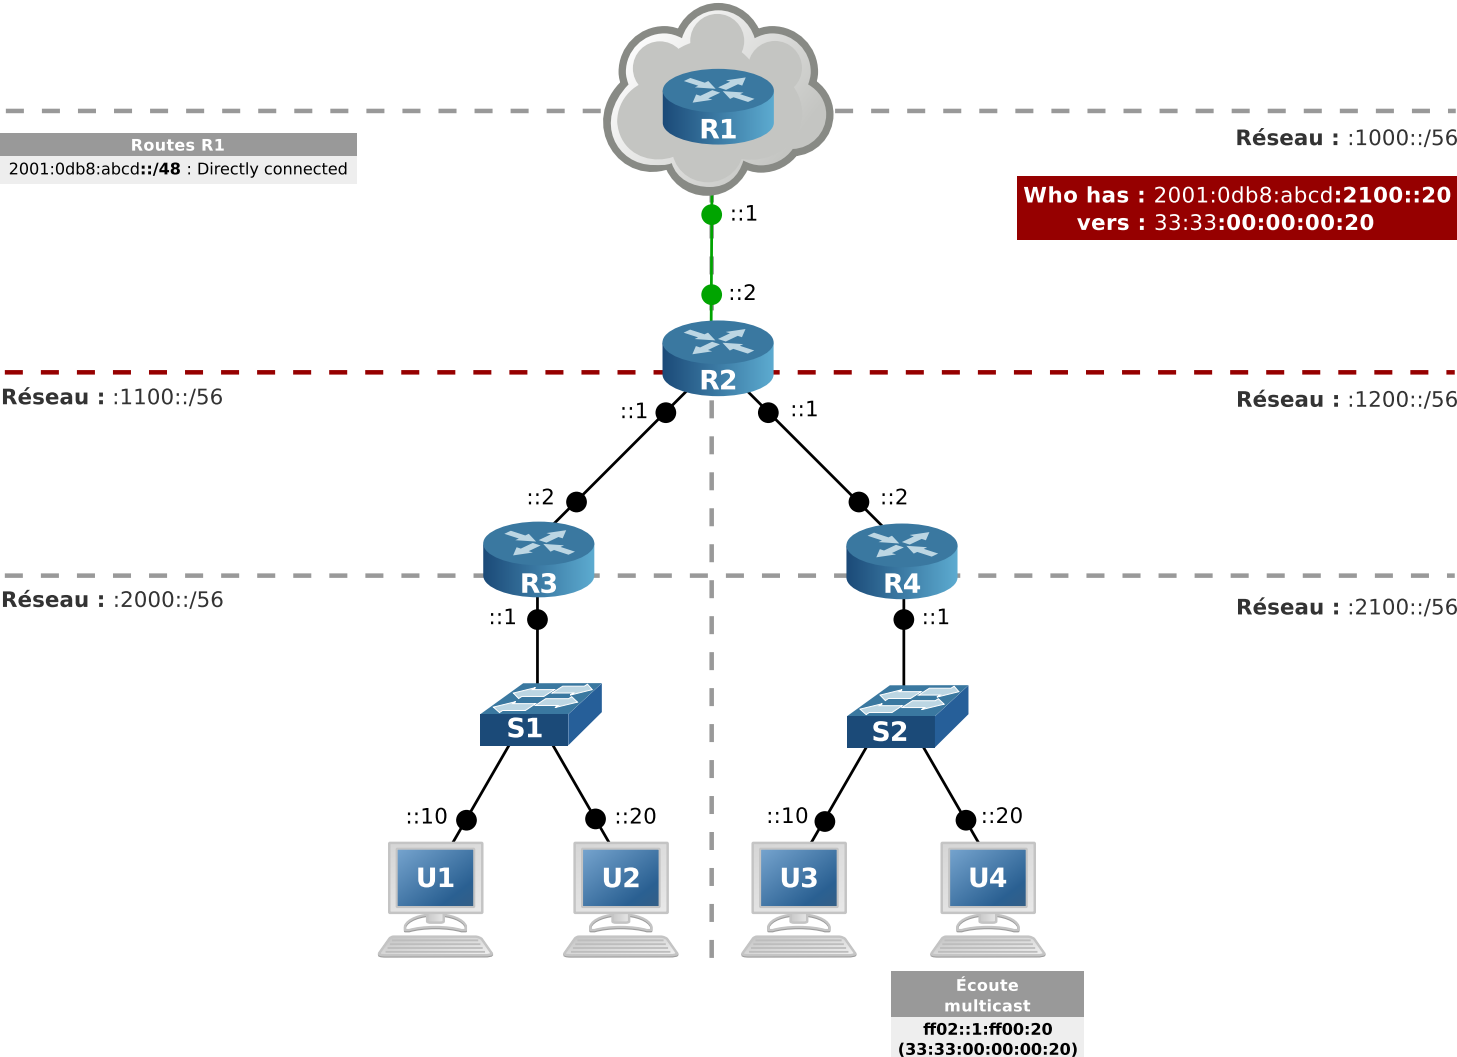 R1
Réseau : :1000::/56
Routes R1
2001:0db8:abcd::/48 : Directly connected
Who has : 2001:0db8:abcd:2100::20
vers : 33:33:00:00:00:20
::1
::2
R2
Réseau : :1100::/56
Réseau : :1200::/56
::1
::1
::2
::2
R3
R4
Réseau : :2000::/56
Réseau : :2100::/56
::1
::1
S1
S2
::10
::20
::10
::20
U1
U2
U3
U4
Écoute
multicast
ff02::1:ff00:20
(33:33:00:00:00:20)